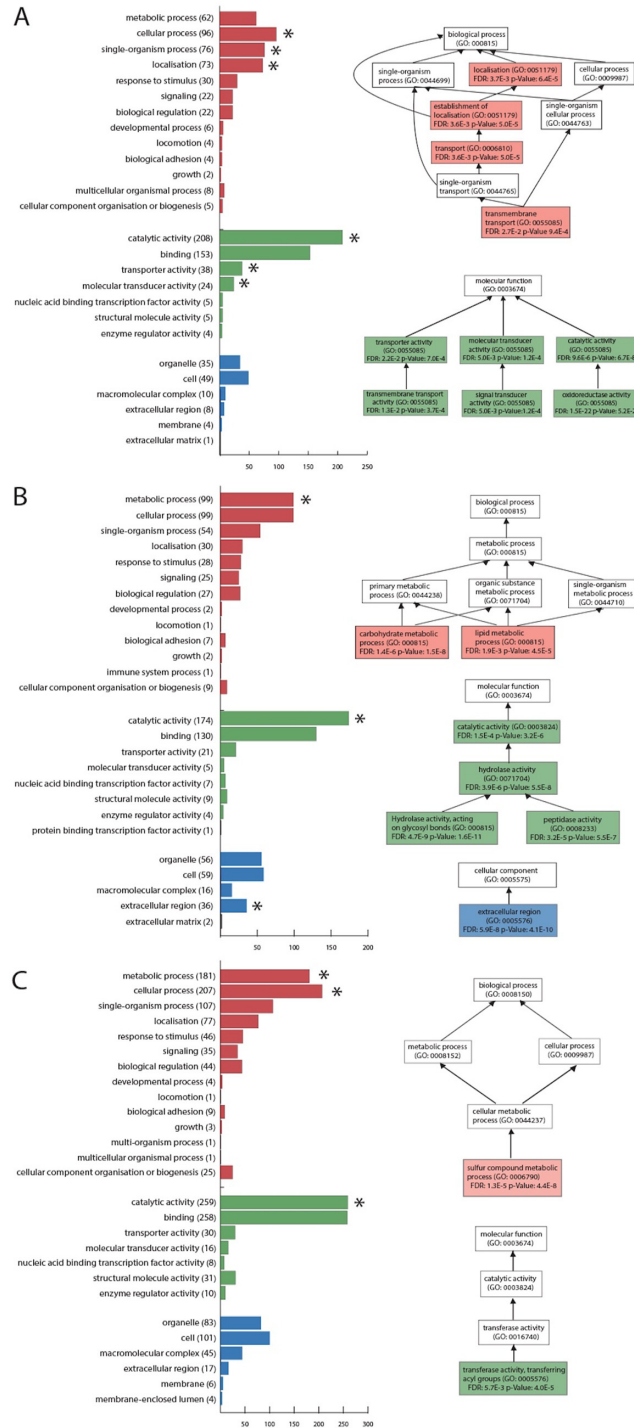 A
metabolic process (62)
cellular process (96) *
single-organism process (76) *
localisation (73) *
response to stimulus (30)
signaling (22)
biological regulation (22)
developmental process (6)
locomotion (4)
biological adhesion (4)
growth (2)
multicellular organismal process (8)
cellular component organisation or biogenesis (5)
catalytic activity (208) *
binding (153)
transporter activity (38) *
molecular transducer activity (24) *
nucleic acid binding transcription factor activity (5)
structural molecule activity (5)
enzyme regulator activity (4)
organelle (35)
cell (49)
macromolecular complex (10)
extracellular region (8)
membrane (4)
extracellular matrix (1)
50 100 150 200 250
biological process
(GO: 000815)
single-organism
process (GO: 0044699)
localisation (GO: 0051179)
FDR: 3.7E-3 p-Value: 6.4E-5
cellular process
(GO: 0009987)
establishment of
localisation (GO: 0051179)
FDR: 3.6E-3 p-Value: 5.0E-5
single-organism
cellular process
(GO: 0044763)
transport (GO: 0006810)
FDR: 3.6E-3 p-Value: 5.0E-5
single-organism
transport (GO: 0044765)
transmembrane
transport (GO: 0055085)
FDR: 2.7E-2 p-Value 9.4E-4
molecular function
(GO: 0003674)
transporter activity
(GO: 0055085)
FDR: 2.2E-2 p-Value: 7.0E-4
molecular transducer
activity (GO: 0055085)
FDR: 5.0E-3 p-Value: 1.2E-4
catalytic activity
(GO: 0055085)
FDR: 9.6E-6 p-Value: 6.7E-8
transmembrane transport
activity (GO: 0055085)
FDR: 1.3E-2 p-Value: 3.7E-4
signal transducer
activity (GO: 0055085)
FDR: 5.0E-3 p-Value: 1.2E-4
oxidoreductase activity
(GO: 0055085)
FDR: 1.5E-22 p-Value: 5.2E-2
B
metabolic process (99) *
cellular process (99)
single-organism process (54)
localisation (30)
response to stimulus (28)
signaling (25)
biological regulation (27)
developmental process (2)
locomotion (1)
biological adhesion (7)
growth (2)
immune system process (1)
cellular component organisation or biogenesis (9)
catalytic activity (174) *
binding (130)
transporter activity (21)
molecular transducer activity (5)
nucleic acid binding transcription factor activity (7)
structural molecule activity (9)
enzyme regulator activity (4)
protein binding transcription factor activity (1)
organelle (56)
cell (59)
macromolecular complex (16)
extracellular region (36) *
extracellular matrix (2)
0 50 100 150 200
biological process
(GO: 000815)
metabolic process
(GO: 000815)
primary metabolic
process (GO: 0044238)
organic substance
metabolic process
(GO: 0071704)
single-organism
metabolic process
(GO: 0044710)
carbohydrate metabolic
process (GO: 000815)
FDR: 1.4E-6 p-Value: 1.5E-8
lipid metabolic
process (GO: 000815)
FDR: 1.9E-3 p-Value: 4.5E-5
molecular function
(GO: 0003674)
catalytic activity (GO: 0003824)
FDR: 1.5E-4 p-Value: 3.2E-6
hydrolase activity
(GO: 0071704)
FDR: 3.9E-6 p-Value: 5.5E-8
Hydrolase activity, acting
on glycosyl bonds (GO: 000815)
FDR: 4.7E-9 p-Value: 1.6E-11
peptidase activity
(GO: 0008233)
FDR: 3.2E-5 p-Value: 5.5E-7
cellular component
(GO: 0005575)
extracellular region
(GO: 0005576)
FDR: 5.9E-8 p-Value: 4.1E-10
C
metabolic process (181) *
cellular process (207) *
single-organism process (107)
localisation (77)
response to stimulus (46)
signaling (35)
biological regulation (44)
developmental process (4)
locomotion (1)
biological adhesion (9)
growth (3)
multi-organism process (1)
multicellular organismal process (1)
cellular component organisation or biogenesis (25)
catalytic activity (259) *
binding (258)
transporter activity (30)
molecular transducer activity (16)
nucleic acid binding transcription factor activity (8)
structural molecule activity (31)
enzyme regulator activity (10)
organelle (83)
cell (101)
macromolecular complex (45)
extracellular region (17)
membrane (6)
membrane-enclosed lumen (4)
biological process
(GO: 0008150)
metabolic process
(GO: 0008152)
cellular process
(GO: 0009987)
cellular metabolic process
(GO: 0044237)
sulfur compound metabolic
process (GO: 0006790)
FDR: 1.3E-5 p-Value: 4.4E-8
molecular function
(GO: 0003674)
catalytic activity
(GO: 0003824)
transferase activity
(GO: 0016740)
transferase activity, transferring
acyl groups (GO: 0005576)
FDR: 5.7E-3 p-Value: 4.0E-5